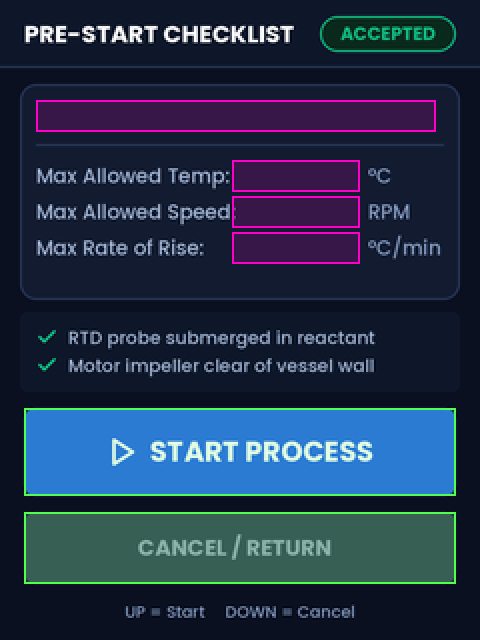 PRE-START CHECKLIST
ACCEPTED
Max Allowed Temp: °C
Max Allowed Speed: RPM
Max Rate of Rise: °C/min
RTD probe submerged in reactant
Motor impeller clear of vessel wall
START PROCESS
CANCEL / RETURN
UP = Start DOWN = Cancel